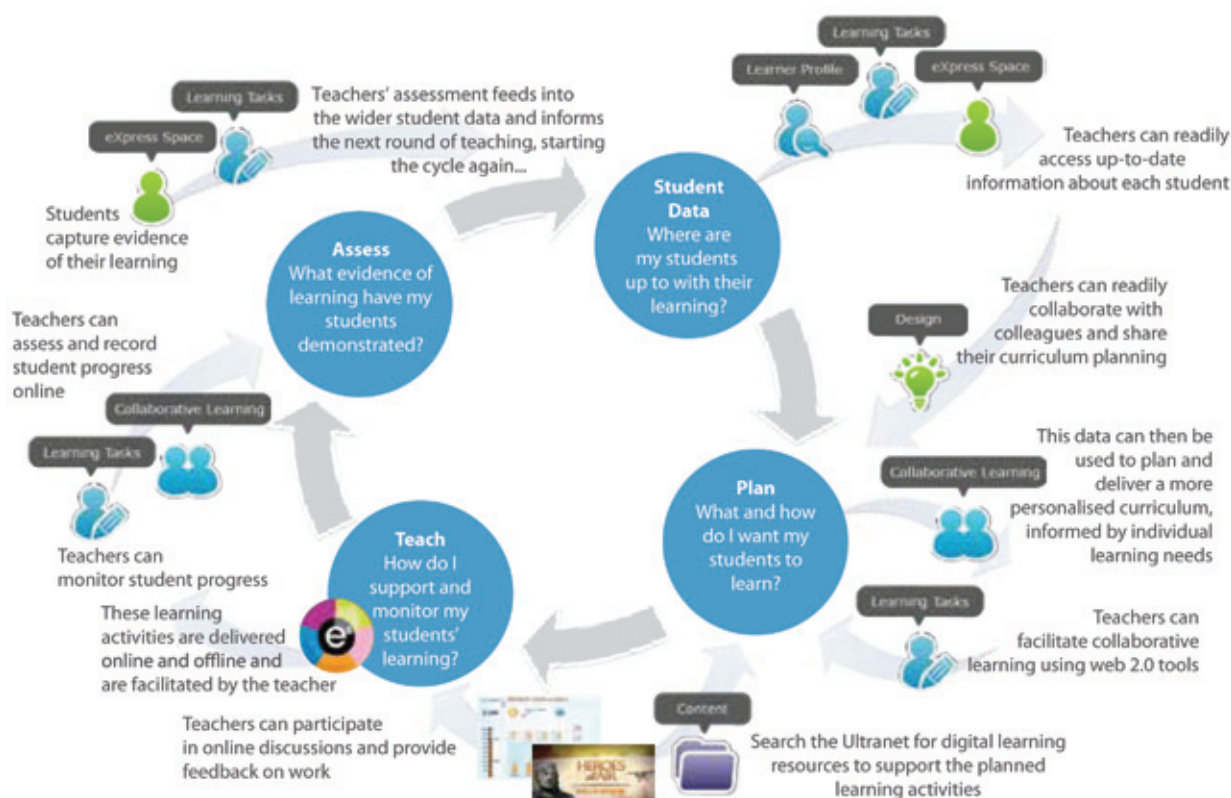 Learning Tasks
Learner Profile
eXpress Space
Teachers can readily
access up-to-date
information about each student
Learning Tasks
eXpress Space
Teachers' assessment feeds into
the wider student data and informs
the next round of teaching, starting
the cycle again...
Students
capture evidence
of their learning
Student
Data
Where are
my students
up to with their
learning?
Assess
What evidence of
learning have my
students
demonstrated?
Teachers can readily
collaborate with
colleagues and share
their curriculum planning
Design
Teachers can
assess and record
student progress
online
Collaborative Learning
Learning Tasks
Teachers can
monitor student progress
This data can then be
used to plan and
deliver a more
personalised curriculum,
informed by individual
learning needs
Collaborative Learning
Plan
What and how
do I want my
students to
learn?
Teach
How do I
support and
monitor my
students'
learning?
e
These learning
activities are delivered
online and offline and
are facilitated by the teacher
Learning Tasks
Teachers can
facilitate collaborative
learning using web 2.0 tools
Teachers can participate
in online discussions and provide
feedback on work
HEROES
Content
Search the Ultranet for digital learning
resources to support the planned
learning activities